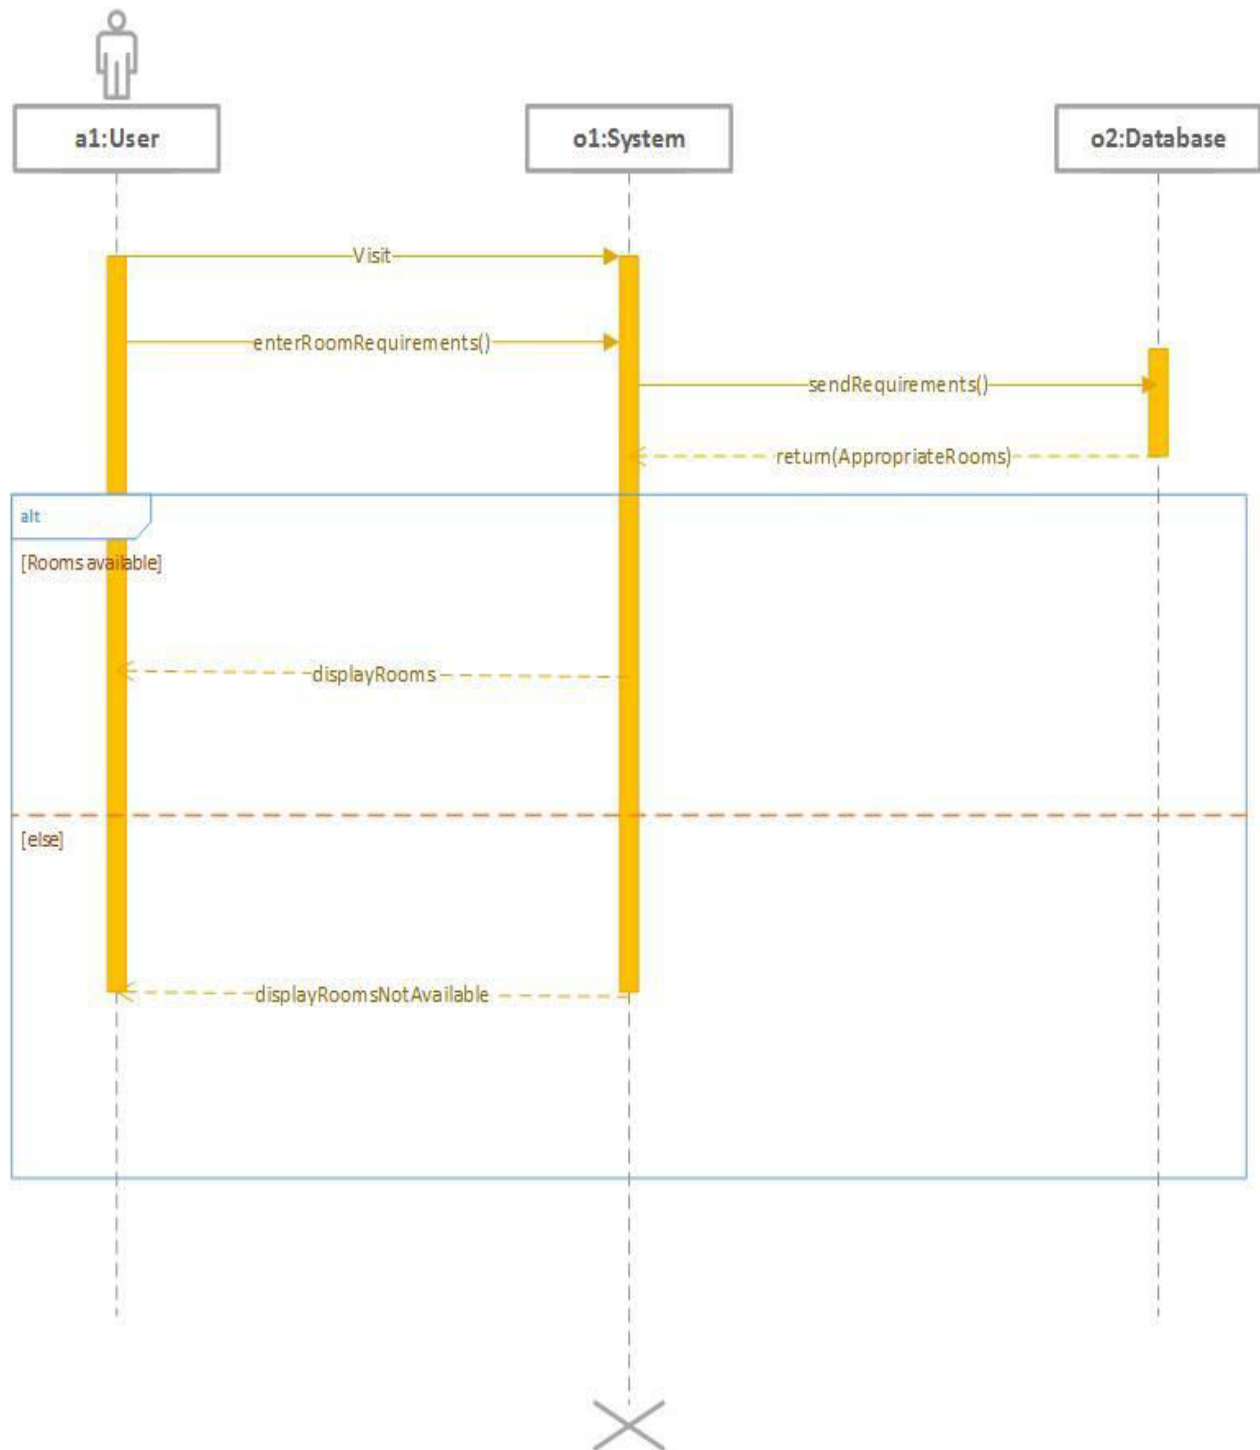 a1:User
o1:System
o2:Database
Visit
enterRoomRequirements()
sendRequirements()
return(AppropriateRooms)
alt
[Rooms available]
displayRooms
[else]
displayRoomsNotAvailable